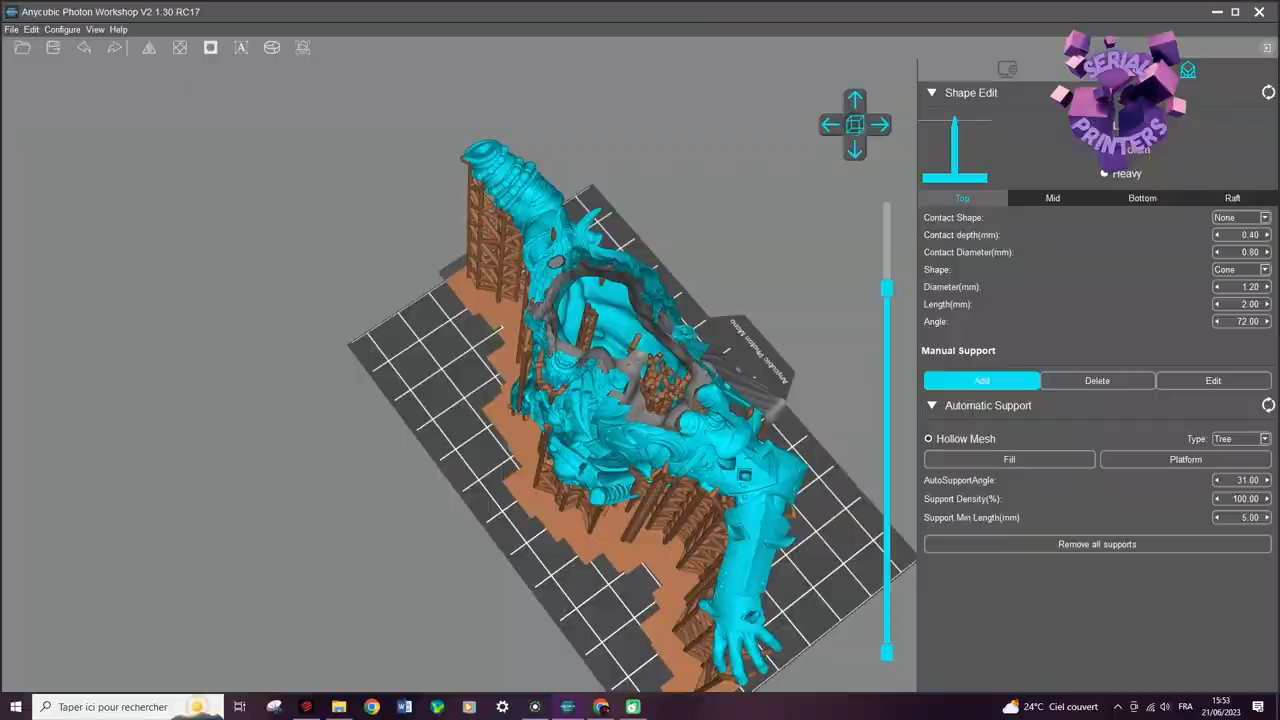 Anycubic Photon Workshop V2 1.30.RC17
File Edit Configure View Workshop
SERIAL
PRINTERS
Shape Edit
Heavy
Top Mid Bottom Raft
Contact Shape: None
Contact depth(mm): 0.40
Contact Diameter(mm): 0.80
Shape: Cone
Diameter(mm): 1.20
Length(mm): 2.00
Angle: 72.00
Manual Support
Add Delete Edit
Automatic Support
Hollow Mesh Type: Tree
Fill Platform
AutoSupportAngle: 31.00
Support Density(%): 100.00
Support Min Length(mm) 5.00
Remove all supports
Anycubic Photon Mono
Taper ici pour rechercher
24°C Ciel couvert
FRA
15:53
21/06/2023